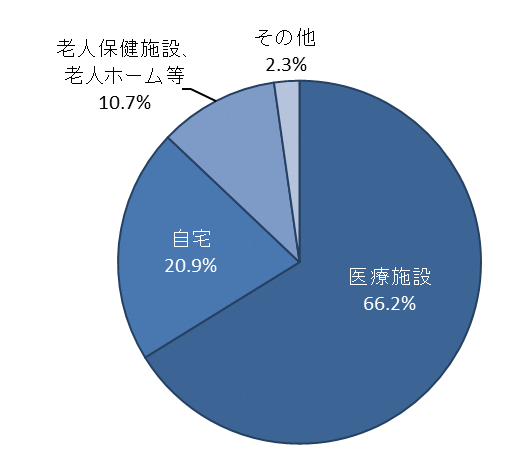 その他
2.3%
老人保健施設、
老人ホーム等
10.7%
自宅
20.9%
医療施設
66.2%